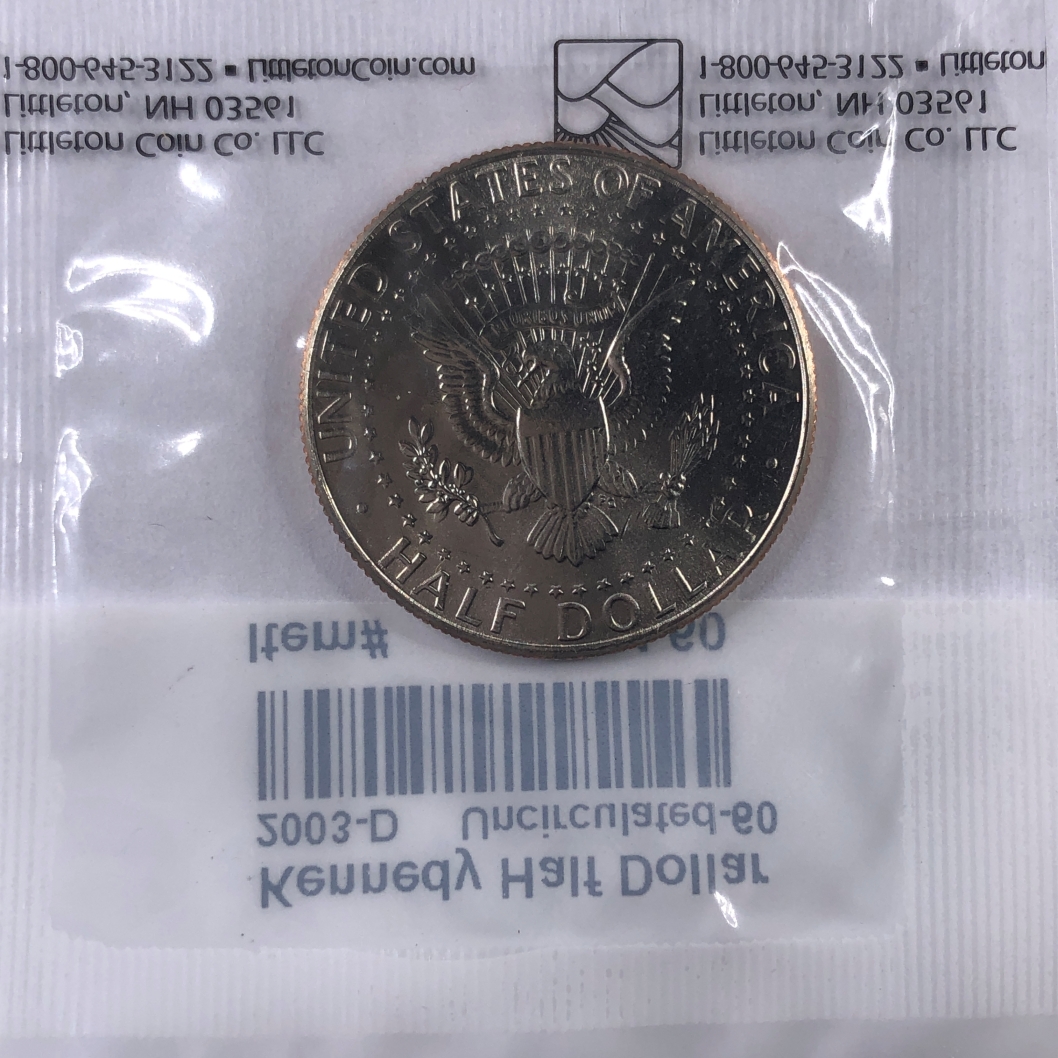 1-800-645-3122 ▪ LittletonCoin.com
Littleton, NH 03561
Littleton Coin Co. LLC
1-800-645-3122 ▪ Littleton
Littleton, NH 03561
Littleton Coin Co. LLC
UNITED STATES OF AMERICA
HALF DOLLAR
Item#
-60
2003-D Uncirculated-60
Kennedy Half Dollar